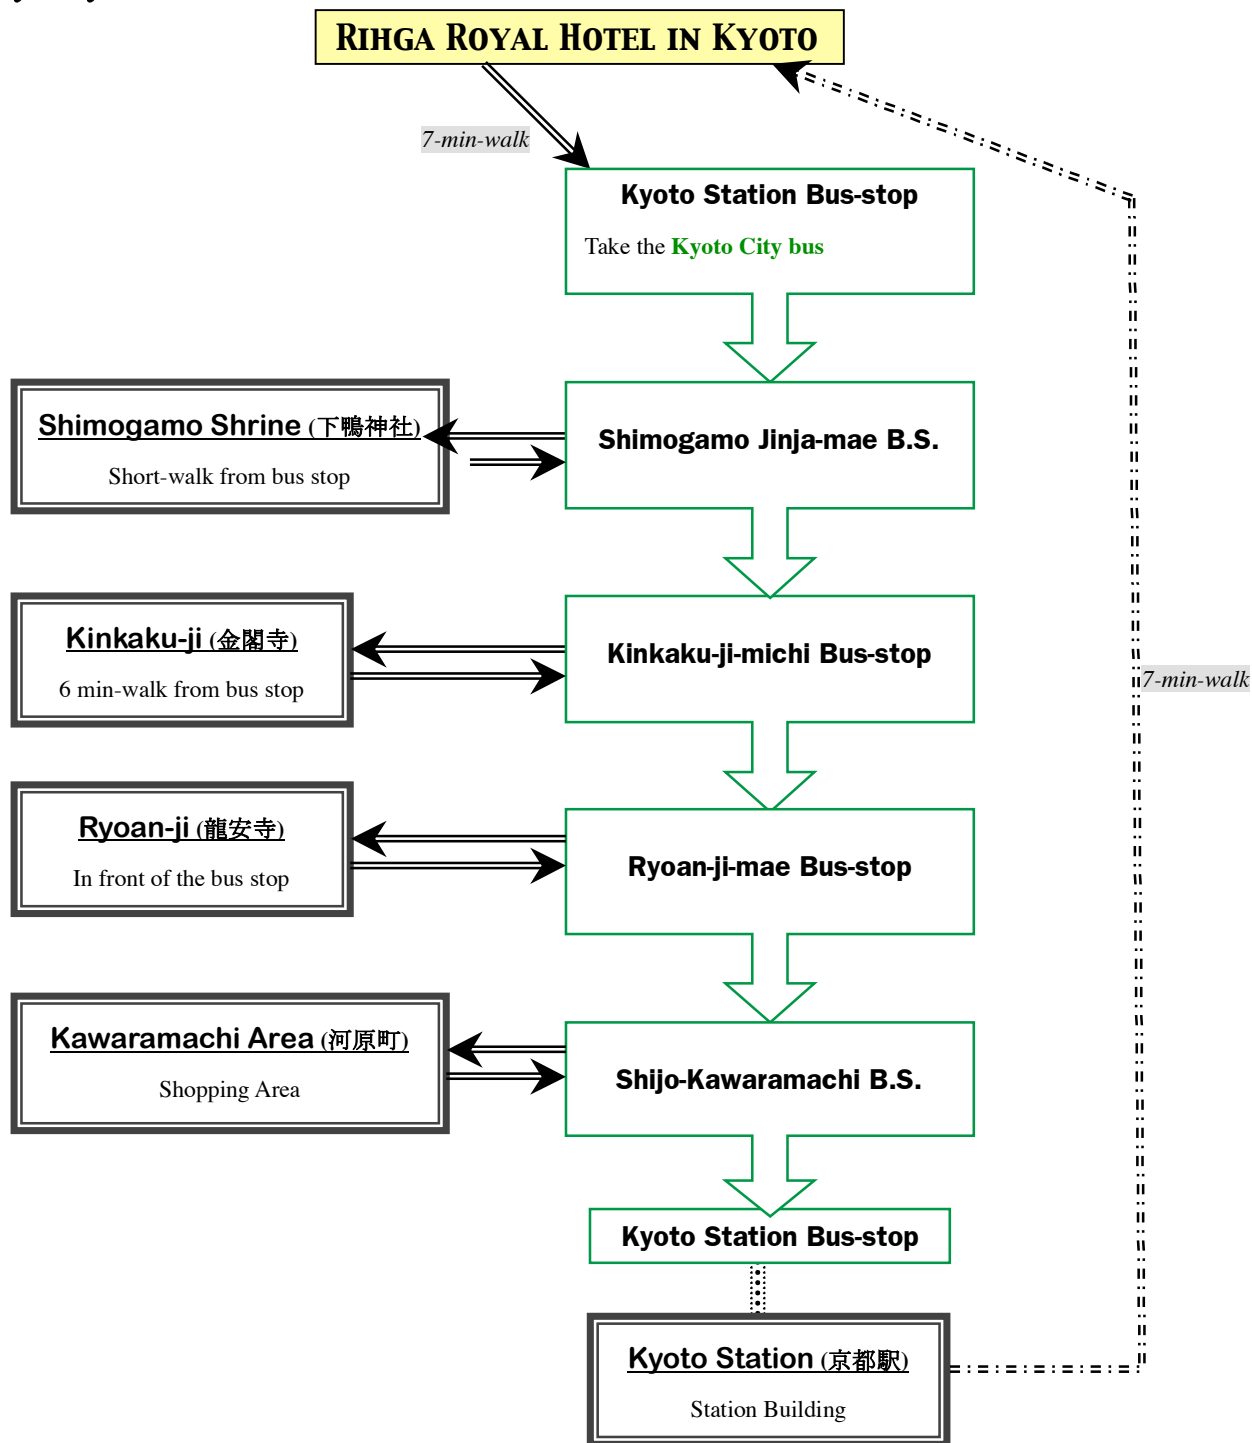 RIHGA ROYAL HOTEL IN KYOTO
7-min-walk
Kyoto Station Bus-stop
Take the Kyoto City bus
Shimogamo Shrine (下鴨神社)
Short-walk from bus stop
Shimogamo Jinja-mae B.S.
Kinkaku-ji (金閣寺)
6 min-walk from bus stop
Kinkaku-ji-michi Bus-stop
7-min-walk
Ryoan-ji (龍安寺)
In front of the bus stop
Ryoan-ji-mae Bus-stop
Kawaramachi Area (河原町)
Shopping Area
Shijo-Kawaramachi B.S.
Kyoto Station Bus-stop
Kyoto Station (京都駅)
Station Building